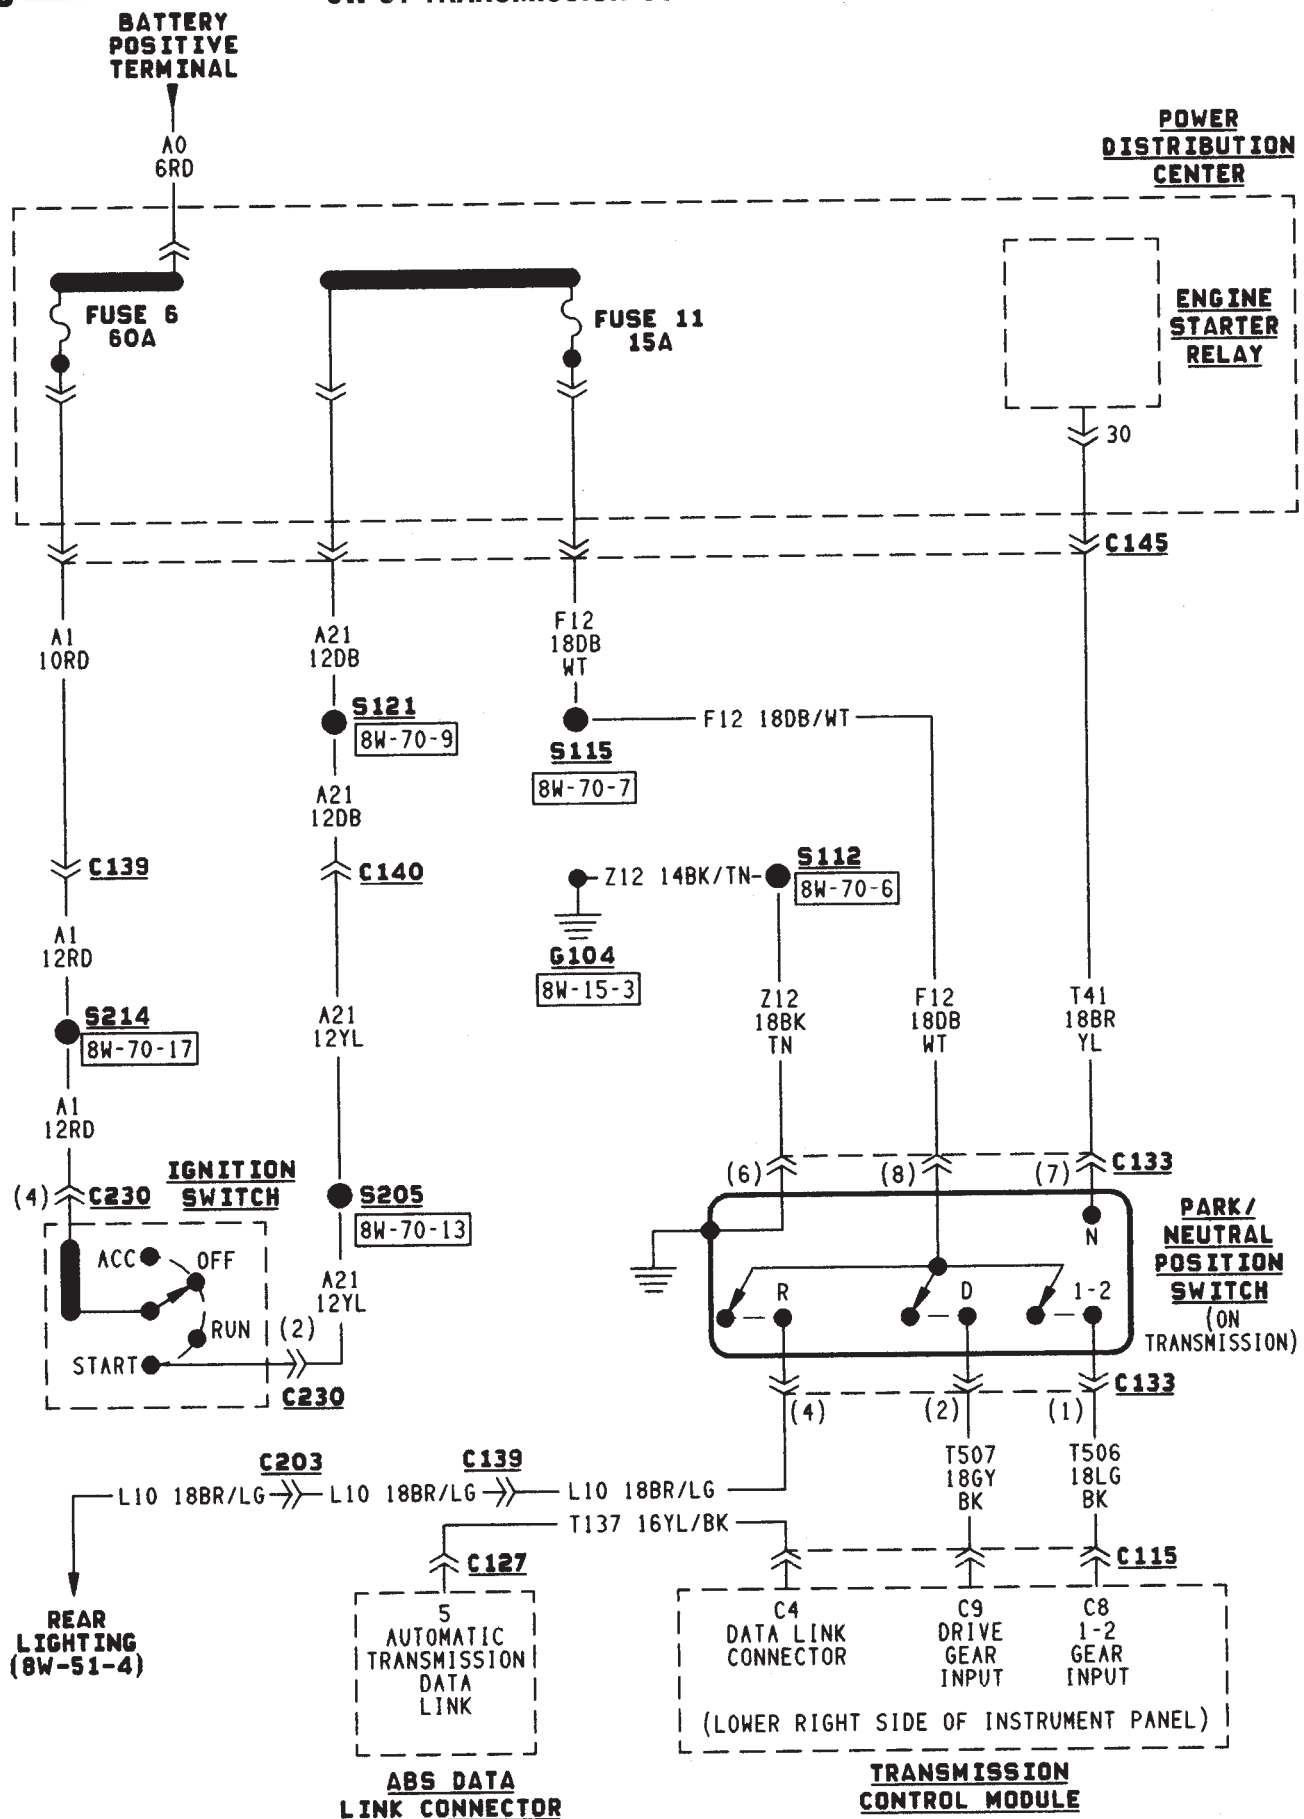 BATTERY
POSITIVE
TERMINAL
A0
6RD
POWER
DISTRIBUTION
CENTER
FUSE 6
60A
FUSE 11
15A
ENGINE
STARTER
RELAY
30
C145
A1
10RD
A21
12DB
F12
18DB
WT
S121
8W-70-9
F12 18DB/WT
S115
8W-70-7
A21
12DB
C139
C140
Z12 14BK/TN
S112
8W-70-6
G104
8W-15-3
A1
12RD
S214
8W-70-17
A21
12YL
Z12
18BK
TN
F12
18DB
WT
T41
18BR
YL
A1
12RD
(4)
C230
IGNITION
SWITCH
S205
8W-70-13
(6)
(8)
(7)
C133
ACC
OFF
RUN
START
A21
12YL
(2)
C230
N
R
D
1-2
PARK/
NEUTRAL
POSITION
SWITCH
(ON
TRANSMISSION)
C133
(4)
(2)
(1)
C203
C139
L10 18BR/LG
L10 18BR/LG
L10 18BR/LG
T137 16YL/BK
T507
18GY
BK
T506
18LG
BK
C127
C115
REAR
LIGHTING
(8W-51-4)
5
AUTOMATIC
TRANSMISSION
DATA
LINK
C4
DATA LINK
CONNECTOR
C9
DRIVE
GEAR
INPUT
C8
1-2
GEAR
INPUT
(LOWER RIGHT SIDE OF INSTRUMENT PANEL)
ABS DATA
LINK CONNECTOR
TRANSMISSION
CONTROL MODULE